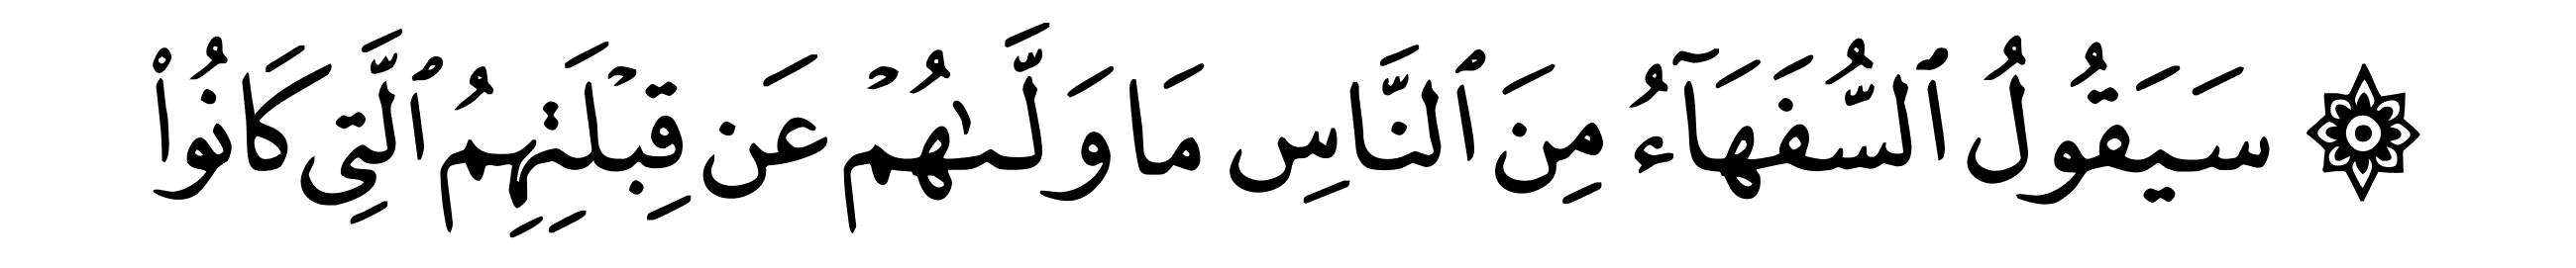 ۞ سَيَقُولُ ٱلسُّفَهَآءُ مِنَ ٱلنَّاسِ مَا وَلَّىٰهُمۡ عَن قِبۡلَتِهِمُ ٱلَّتِي كَانُواْ